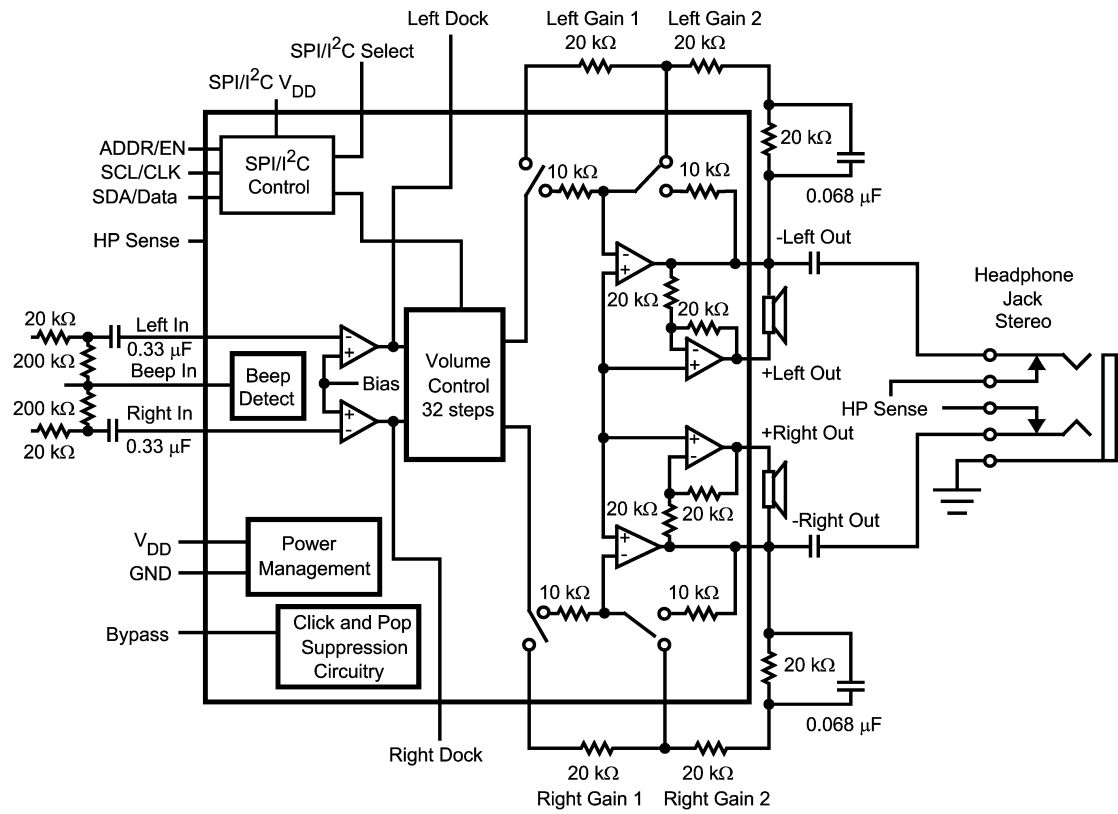 Left Dock
Left Gain 1
Left Gain 2
20 kΩ
20 kΩ
SPI/I²C Select
SPI/I²C VDD
ADDR/EN
SCL/CLK
SDA/Data
SPI/I²C
Control
20 kΩ
10 kΩ
10 kΩ
0.068 µF
HP Sense
-Left Out
-
+
Headphone
Jack
Stereo
20 kΩ
20 kΩ
20 kΩ
Left In
0.33 µF
200 kΩ
Beep In
Beep
Detect
-
+
Bias
Volume
Control
32 steps
-
+
+Left Out
200 kΩ
Right In
0.33 µF
20 kΩ
+
-
HP Sense
+Right Out
+
-
20 kΩ
20 kΩ
-Right Out
+
-
VDD
GND
Power
Management
10 kΩ
10 kΩ
Bypass
Click and Pop
Suppression
Circuitry
20 kΩ
0.068 µF
Right Dock
20 kΩ
20 kΩ
Right Gain 1
Right Gain 2